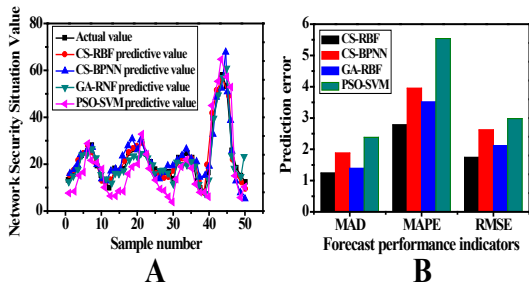 Network Security Situation Value
80
60
40
20
0
Actual value
CS-RBF predictive value
CS-BPNN predictive value
GA-RNF predictive value
PSO-SVM predictive value
0 10 20 30 40 50
Sample number
A
Prediction error
6
5
4
3
2
1
0
CS-RBF
CS-BPNN
GA-RBF
PSO-SVM
MAD MAPE RMSE
Forecast performance indicators
B